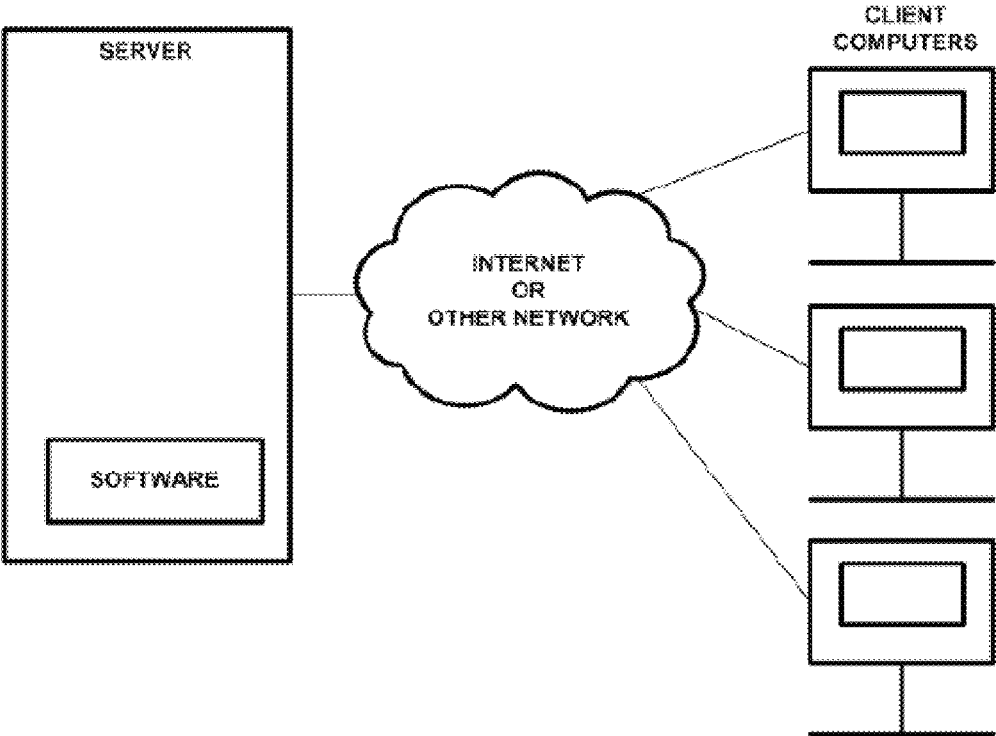 SERVER
CLIENT
COMPUTERS
INTERNET
OR
OTHER NETWORK
SOFTWARE